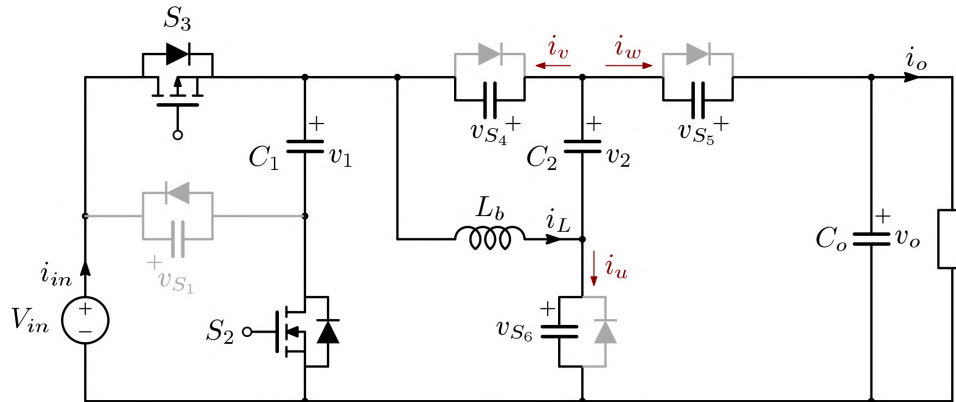 S3
iv
iw
io
+
vS4
+
+
vS5
+
C1
v1
C2
v2
Lb
iL
+
vS1
iin
Vin
+
−
S2
iu
+
vS6
+
Co
vo